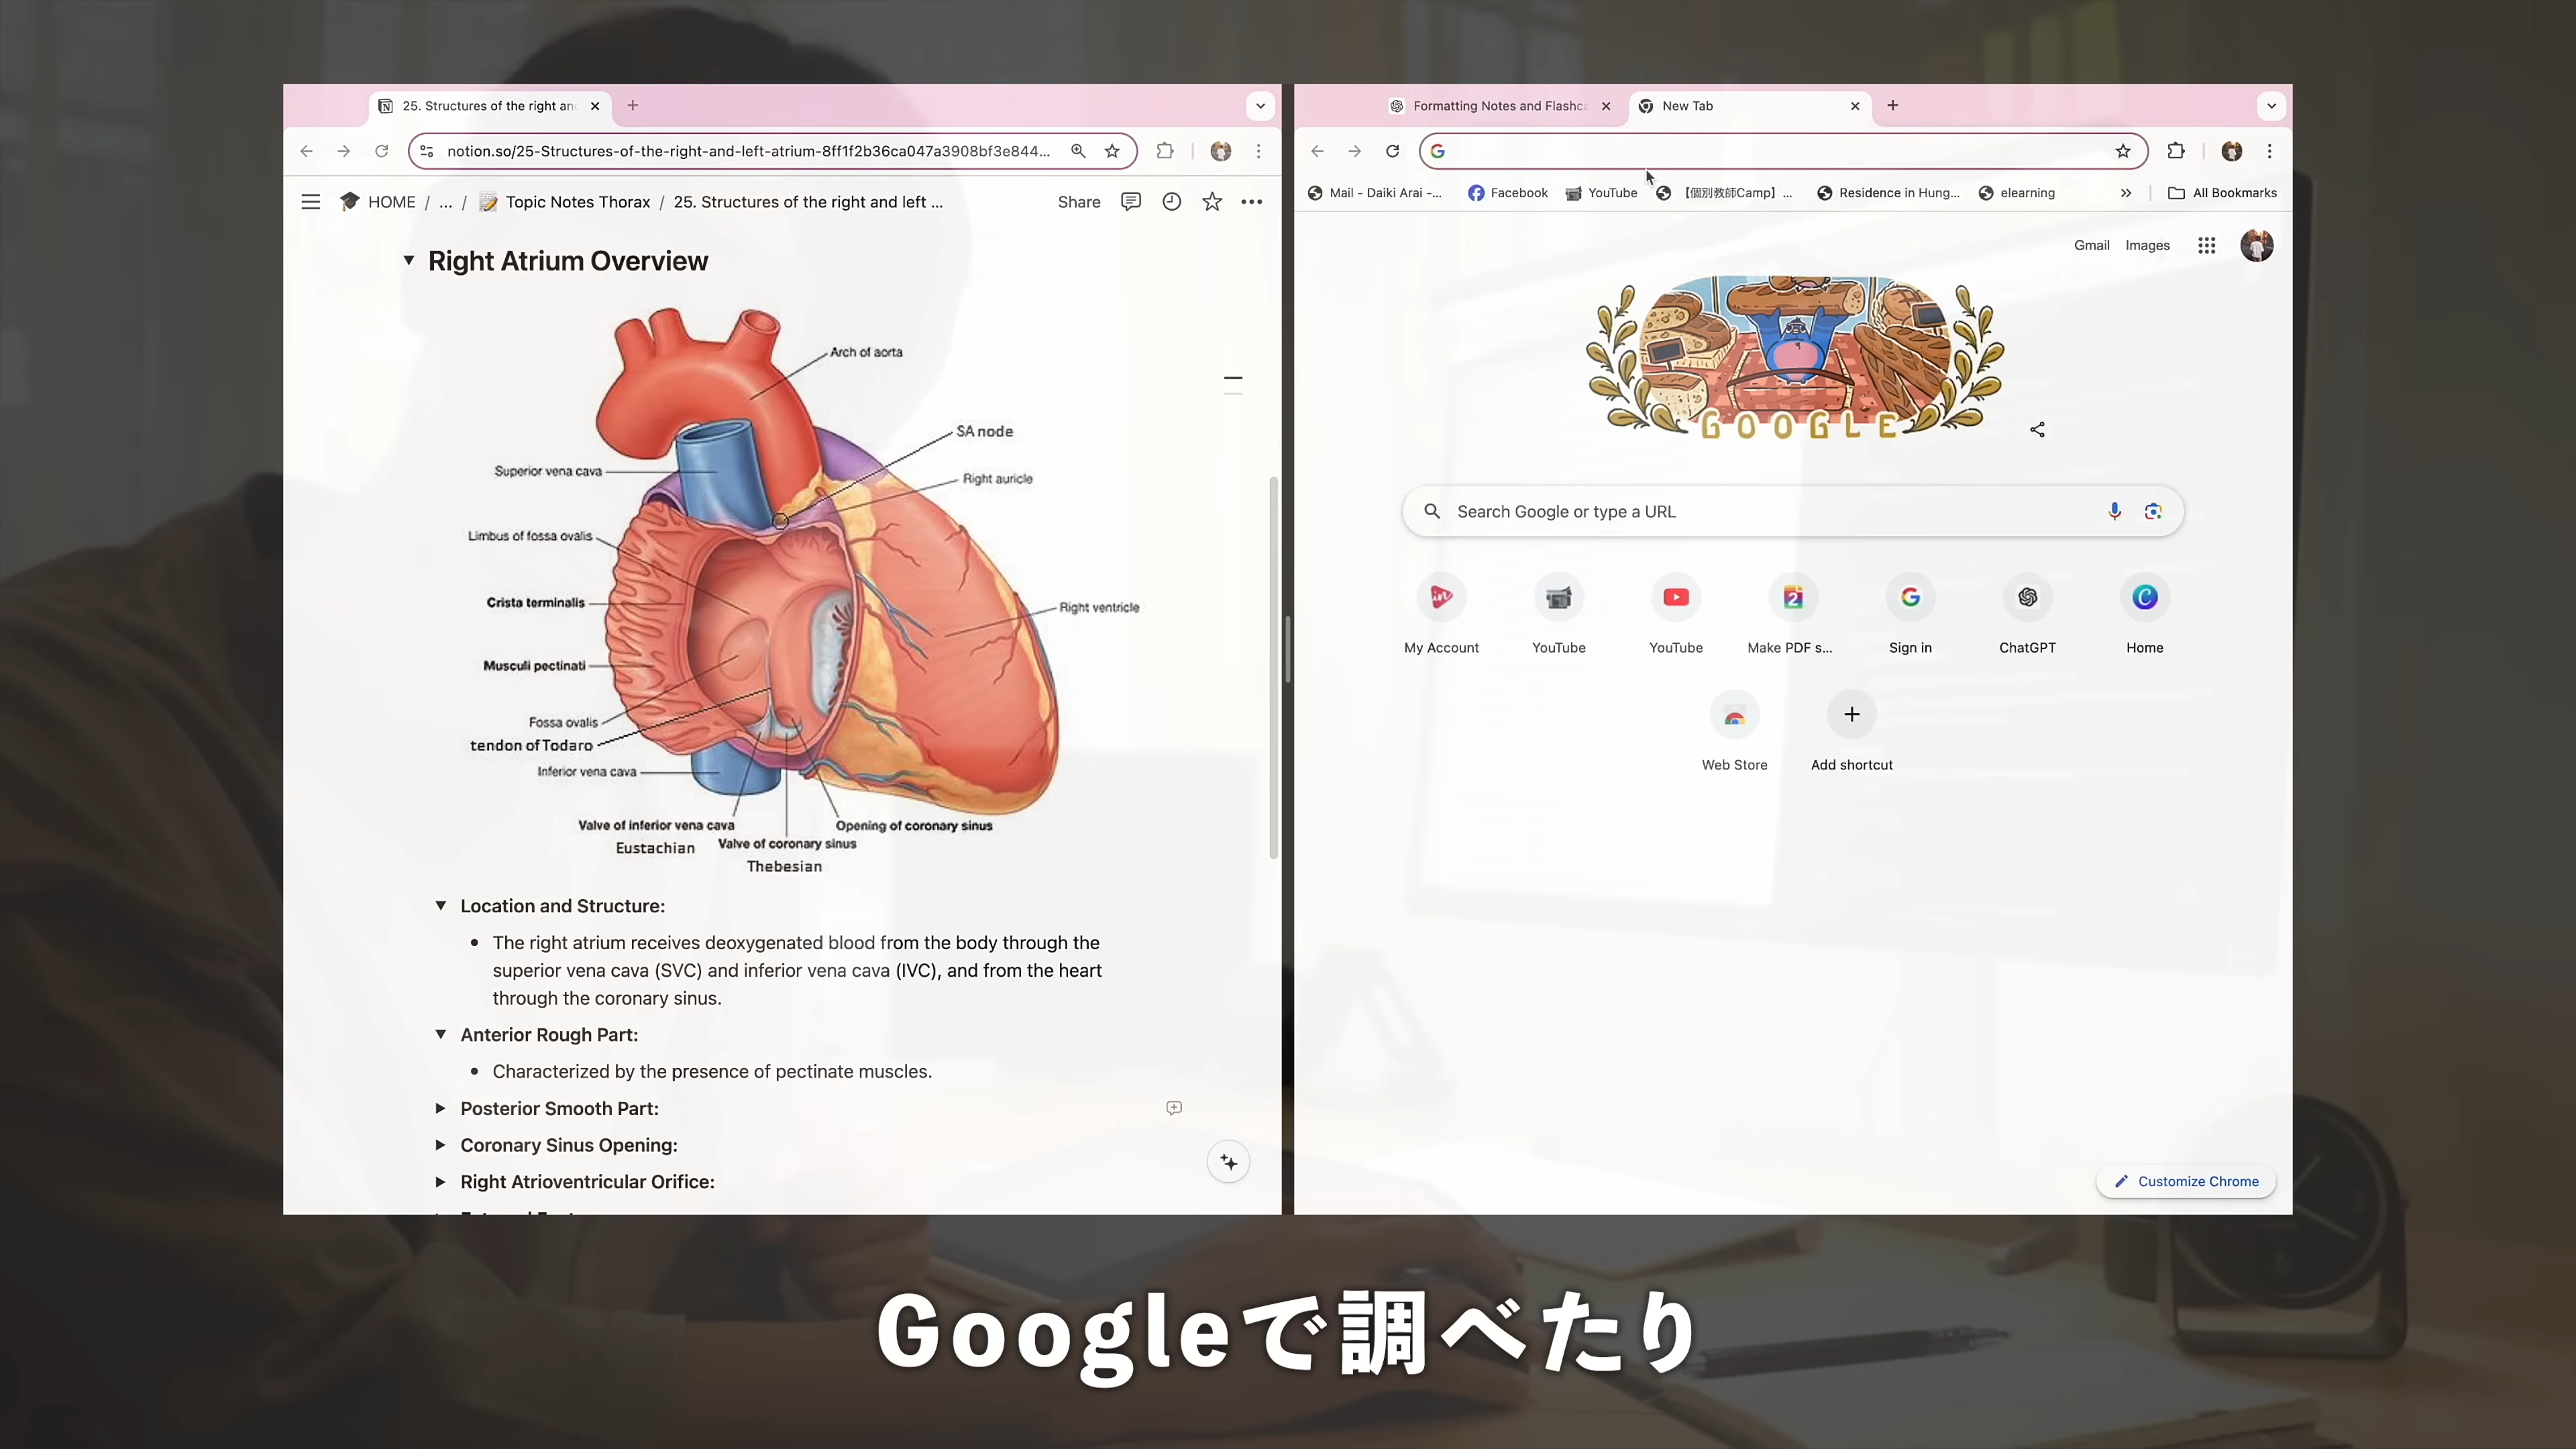 25. Structures of the right an
notion.so/25-Structures-of-the-right-and-left-atrium-8ff1f2b36ca047a3908bf3e844...
HOME / ... / Topic Notes Thorax / 25. Structures of the right and left ...
Share
Right Atrium Overview
Arch of aorta
SA node
Superior vena cava
Right auricle
Limbus of fossa ovalis
Crista terminalis
Right ventricle
Musculi pectinati
Fossa ovalis
tendon of Todaro
Inferior vena cava
Valve of inferior vena cava
Opening of coronary sinus
Eustachian
Valve of coronary sinus
Thebesian
Location and Structure:
• The right atrium receives deoxygenated blood from the body through the
superior vena cava (SVC) and inferior vena cava (IVC), and from the heart
through the coronary sinus.
Anterior Rough Part:
• Characterized by the presence of pectinate muscles.
Posterior Smooth Part:
Coronary Sinus Opening:
Right Atrioventricular Orifice:
Formatting Notes and Flashca
New Tab
Mail - Daiki Arai -...
Facebook
YouTube
【個別教師Camp】 ...
Residence in Hung...
elearning
All Bookmarks
Gmail
Images
GOOGLE
Search Google or type a URL
My Account
YouTube
YouTube
Make PDF s...
Sign in
ChatGPT
Home
Web Store
Add shortcut
Customize Chrome
Googleで調べたり